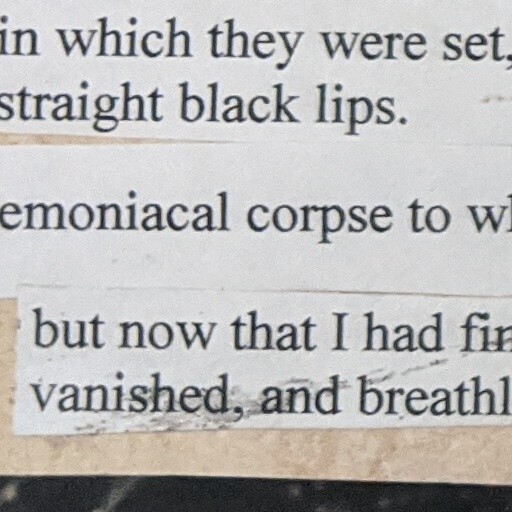 in which they were set,
straight black lips.
emoniacal corpse to w
but now that I had fin
vanished, and breathl